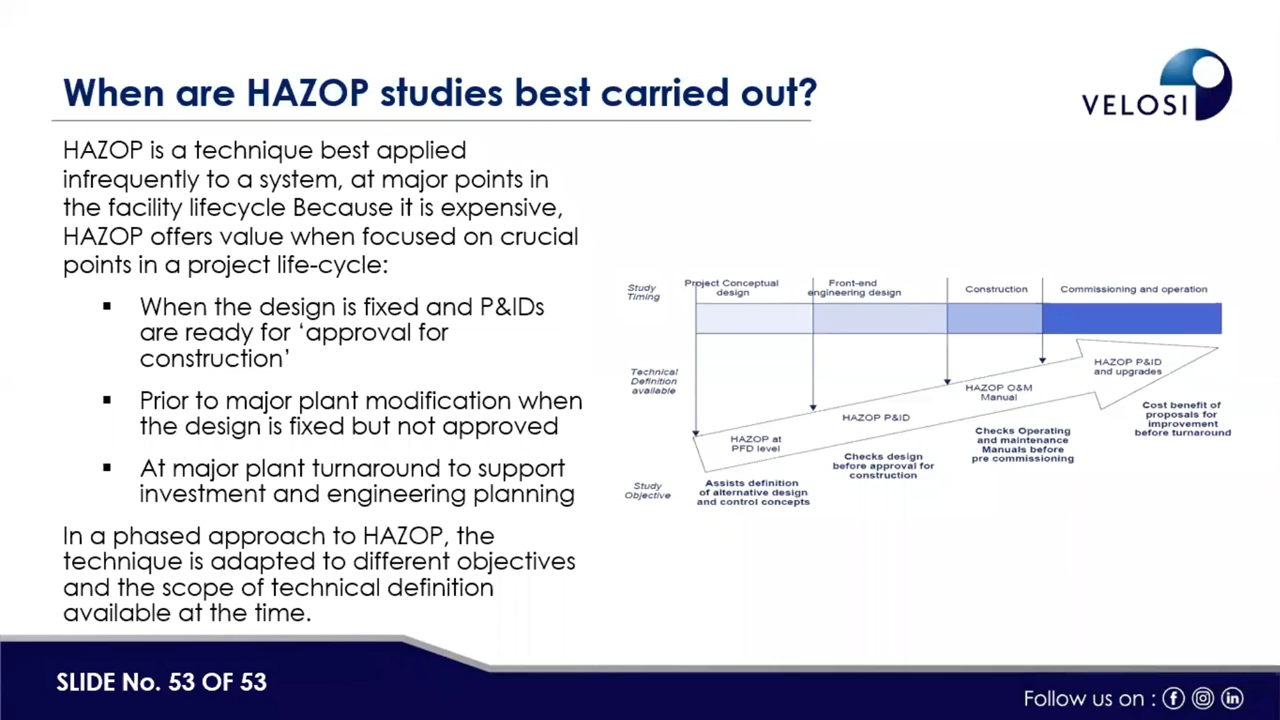 When are HAZOP studies best carried out?
VELOSI
HAZOP is a technique best applied
infrequently to a system, at major points in
the facility lifecycle Because it is expensive,
HAZOP offers value when focused on crucial
points in a project life-cycle:
▪ When the design is fixed and P&IDs
are ready for ‘approval for
construction’
▪ Prior to major plant modification when
the design is fixed but not approved
▪ At major plant turnaround to support
investment and engineering planning
In a phased approach to HAZOP, the
technique is adapted to different objectives
and the scope of technical definition
available at the time.
Study
Timing
Project Conceptual
design
Front-end
engineering design
Construction
Commissioning and operation
Technical
Definition
available
HAZOP at
PFD level
HAZOP P&ID
HAZOP O&M
Manual
HAZOP P&ID
and upgrades
Study
Objective
Assists definition
of alternative design
and control concepts
Checks design
before approval for
construction
Checks Operating
and maintenance
Manuals before
pre commissioning
Cost benefit of
proposals for
improvement
before turnaround
SLIDE No. 53 OF 53
Follow us on :